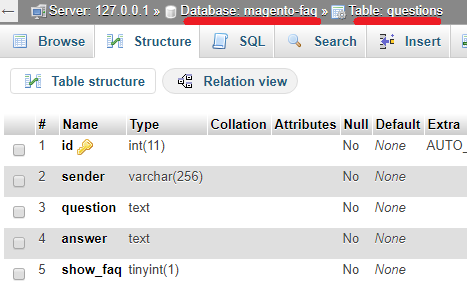 ← Server: 127.0.0.1 » Database: magento-faq » Table: questions
Browse Structure SQL Search Insert
Table structure Relation view
# Name Type Collation Attributes Null Default Extra
1 id int(11) No None AUTO_
2 sender varchar(256) No None
3 question text No None
4 answer text No None
5 show_faq tinyint(1) No None